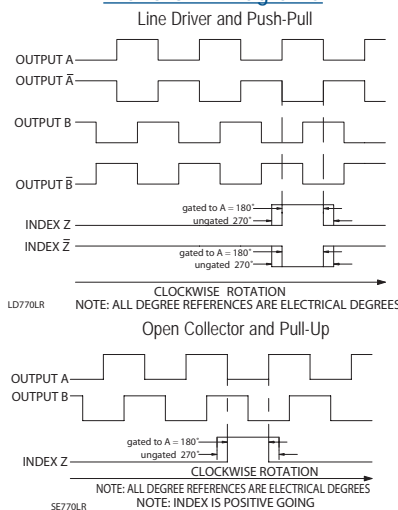 Line Driver and Push-Pull
OUTPUT A
OUTPUT A̅
OUTPUT B
OUTPUT B̅
gated to A = 180°
ungated 270°
INDEX Z
INDEX Z̅
gated to A = 180°
ungated 270°
CLOCKWISE ROTATION
LD770LR
NOTE: ALL DEGREE REFERENCES ARE ELECTRICAL DEGREES
Open Collector and Pull-Up
OUTPUT A
OUTPUT B
gated to A = 180°
ungated 270°
INDEX Z
CLOCKWISE ROTATION
NOTE: ALL DEGREE REFERENCES ARE ELECTRICAL DEGREES
SE770LR
NOTE: INDEX IS POSITIVE GOING